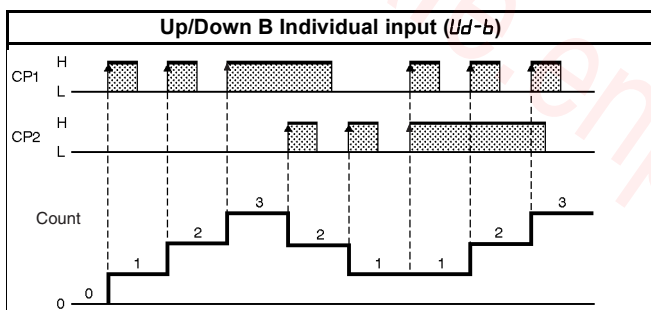 Up/Down B Individual input (Ud-b)
CP1 H
L
CP2 H
L
Count
0 0 1 2 3 2 1 1 2 3